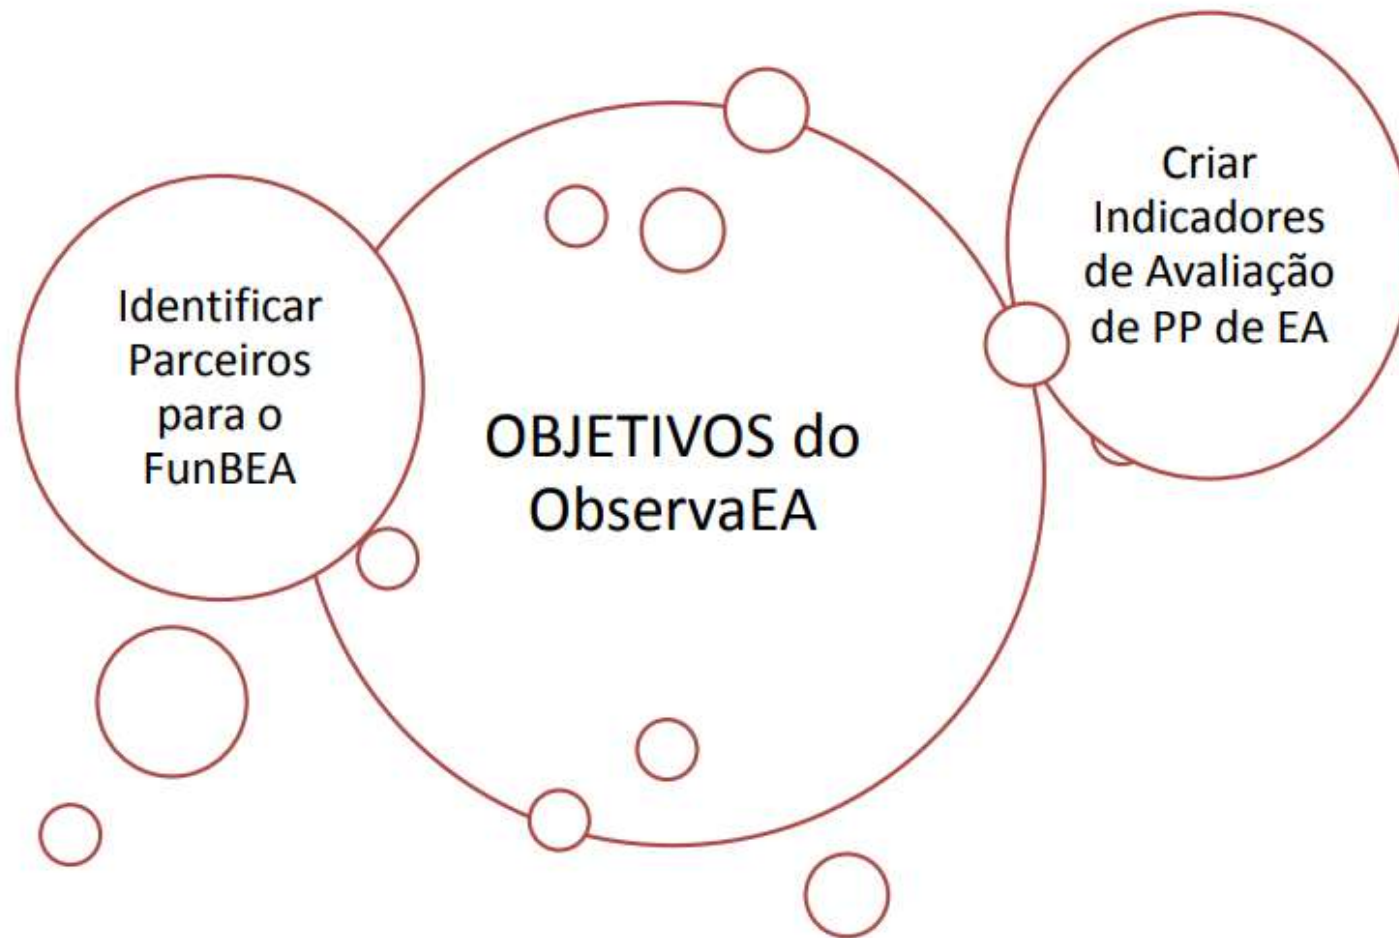 Identificar
Parceiros
para o
FunBEA
OBJETIVOS do
ObservaEA
Criar
Indicadores
de Avaliação
de PP de EA